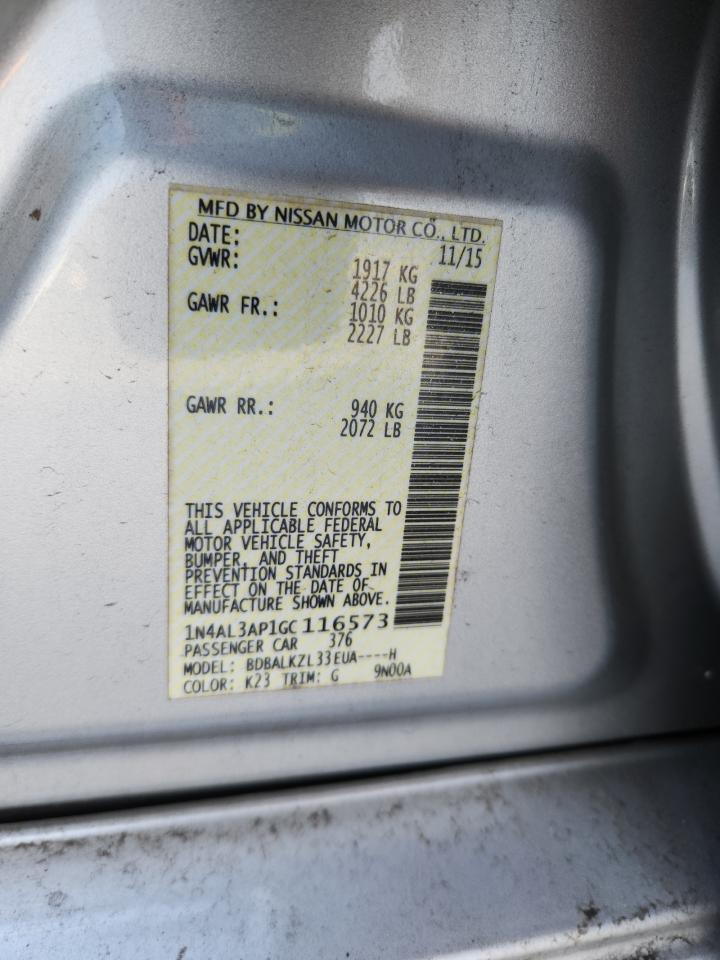 MFD BY NISSAN MOTOR CO., LTD.
DATE: 11/15
GVWR: 1917 KG
4226 LB
GAWR FR.: 1010 KG
2227 LB
GAWR RR.: 940 KG
2072 LB
THIS VEHICLE CONFORMS TO
ALL APPLICABLE FEDERAL
MOTOR VEHICLE SAFETY,
BUMPER, AND THEFT
PREVENTION STANDARDS IN
EFFECT ON THE DATE OF
MANUFACTURE SHOWN ABOVE.
1N4AL3AP1GC116573
PASSENGER CAR 376
MODEL: BDBALKZL33EUA----H
COLOR: K23 TRIM: G 9N00A